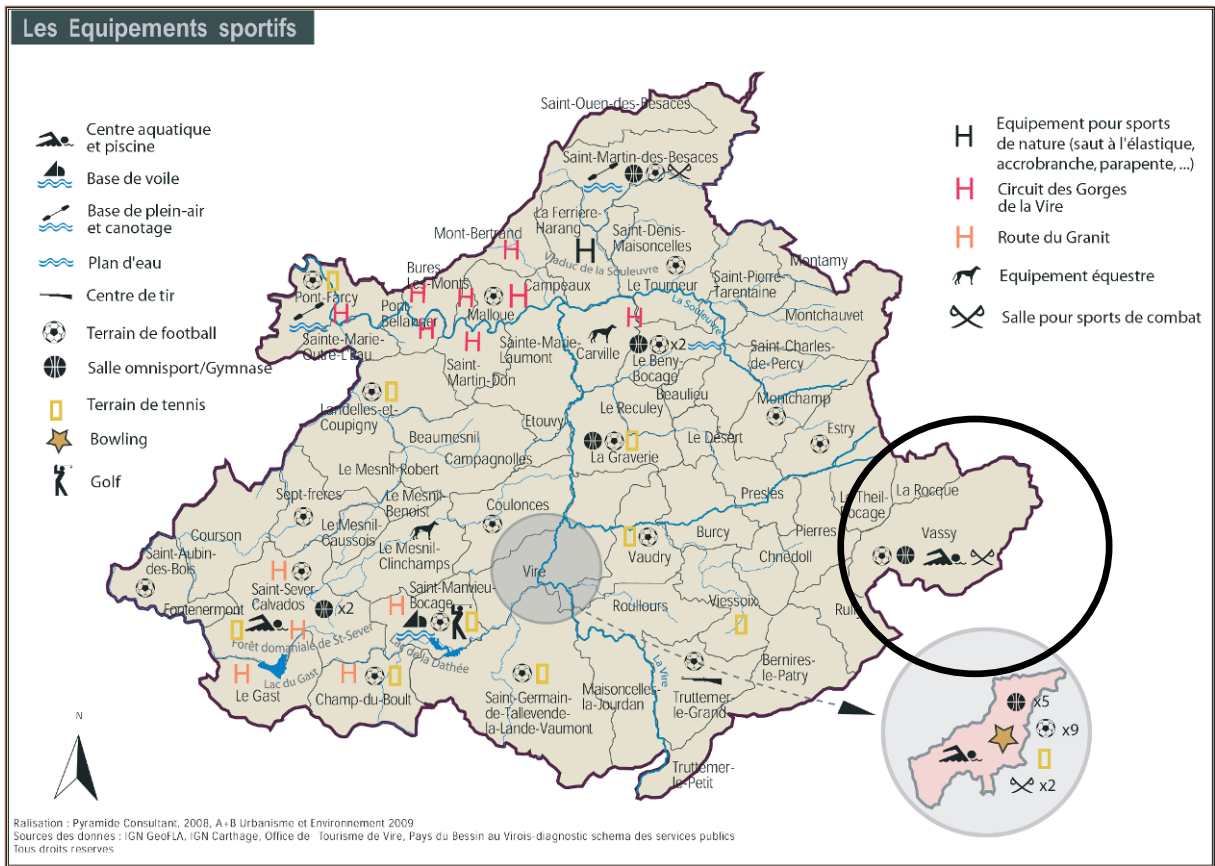 Les Equipements sportifs
Centre aquatique
et piscine
Base de voile
Base de plein-air
et canotage
Plan d'eau
Centre de tir
Terrain de football
Salle omnisport/Gymnase
Terrain de tennis
Bowling
Golf
H Equipement pour sports
de nature (saut à l'élastique,
accrobranche, parapente, ...)
H Circuit des Gorges
de la Vire
H Route du Granit
Equipement équestre
Salle pour sports de combat
Saint-Ouen-des-Besaces
Saint-Martin-des-Besaces
La Ferrière-
Harang
Mont-Bertrand
H
H
Saint-Denis-
Maisoncelles
Viaduc de la Souleuvre
Montamy
Bures-
les-Monts
Campeaux
Le Tourneur
Saint-Pierre-
Tarentaine
Pont-Farcy
H
H
H
H
Malloue
La Souleuvre
Montchauvet
Pont-
Bellanger
H
H
H
Sainte-Marie-
Outre-L'Eau
Sainte-Marie-
Laumont
Carville
x2
Saint-Charles-
de-Percy
Saint-
Martin-Don
Le Beny-
Bocage
Beaulieu
Montchamp
Landelles-et-
Coupigny
Le Reculey
Etouvy
Estry
Beaumesnil
Le Desert
La Graverie
Campagnolles
Le Mesnil-Robert
La Rocque
Sept-freres
Le Mesnil-
Benoist
Presles
Le Theil-
Bocage
Coulonces
Courson
Le Mesnil-
Caussois
Burcy
Pierres
Vassy
Saint-Aubin-
des-Bois
Le Mesnil-
Clinchamps
Vaudry
Chnedoll
Vire
H
Saint-Sever
Calvados
Saint-Manvieu-
Bocage
H
x2
Fontenermont
Roullours
Viessoix
Rully
H
Forêt domaniale de St-Sever
Lac de la Dathée
La Vire
Bernires-
le-Patry
H
H
Le Gast
Lac du Gast
Champ-du-Boult
Saint-Germain-
de-Tallevende-
la-Lande-Vaumont
Maisoncelles-
la-Jourdan
Truttemer-
le-Grand
Truttemer-
le-Petit
x5
x9
x2
N
Ralisation : Pyramide Consultant, 2008, A+B Urbanisme et Environnement 2009
Sources des donnes : IGN GeoFLA, IGN Carthage, Office de Tourisme de Vire, Pays du Bessin au Virois-diagnostic schema des services publics
Tous droits reserves